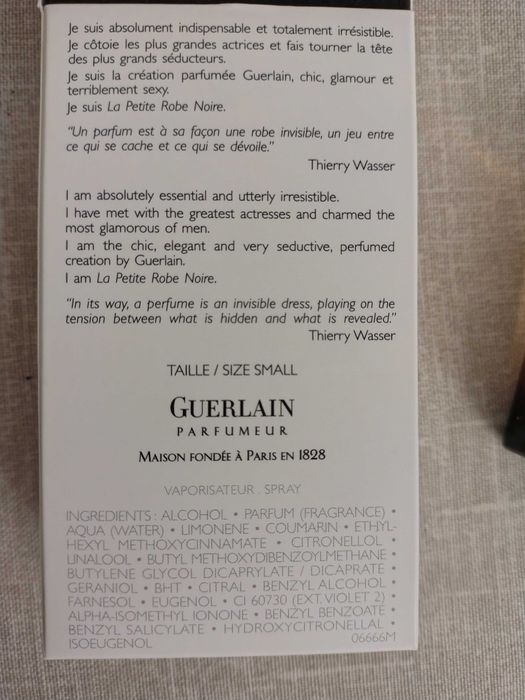 Je suis absolument indispensable et totalement irrésistible.
Je côtoie les plus grandes actrices et fais tourner la tête
des plus grands séducteurs.
Je suis la création parfumée Guerlain, chic, glamour et
terriblement sexy.
Je suis La Petite Robe Noire.
"Un parfum est à sa façon une robe invisible, un jeu entre
ce qui se cache et ce qui se dévoile."
Thierry Wasser
I am absolutely essential and utterly irresistible.
I have met with the greatest actresses and charmed the
most glamorous of men.
I am the chic, elegant and very seductive, perfumed
creation by Guerlain.
I am La Petite Robe Noire.
"In its way, a perfume is an invisible dress, playing on the
tension between what is hidden and what is revealed."
Thierry Wasser
TAILLE / SIZE SMALL
GUERLAIN
PARFUMEUR
MAISON FONDÉE À PARIS EN 1828
VAPORISATEUR . SPRAY
INGREDIENTS : ALCOHOL • PARFUM (FRAGRANCE) •
AQUA (WATER) • LIMONENE • COUMARIN • ETHYL-
HEXYL METHOXYCINNAMATE • CITRONELLOL •
LINALOOL • BUTYL METHOXYDIBENZOYLMETHANE •
BUTYLENE GLYCOL DICAPRYLATE / DICAPRATE •
GERANIOL • BHT • CITRAL • BENZYL ALCOHOL •
FARNESOL • EUGENOL • CI 60730 (EXT VIOLET 2) •
ALPHA-ISOMETHYL IONONE • BENZYL BENZOATE •
BENZYL SALICYLATE • HYDROXYCITRONELLAL •
ISOEUGENOL 06666M